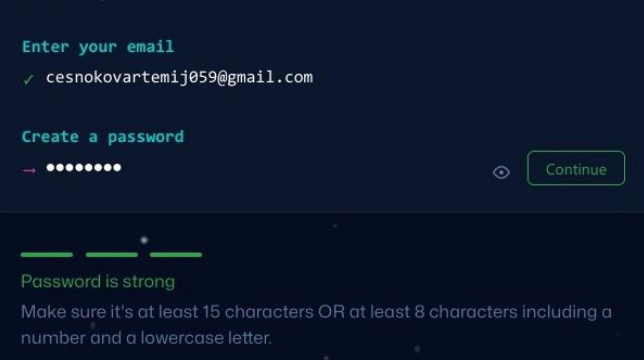 Enter your email
✓ cesnokovartemij059@gmail.com
Create a password
→ ●●●●●●●●
Continue
Password is strong
Make sure it's at least 15 characters OR at least 8 characters including a
number and a lowercase letter.